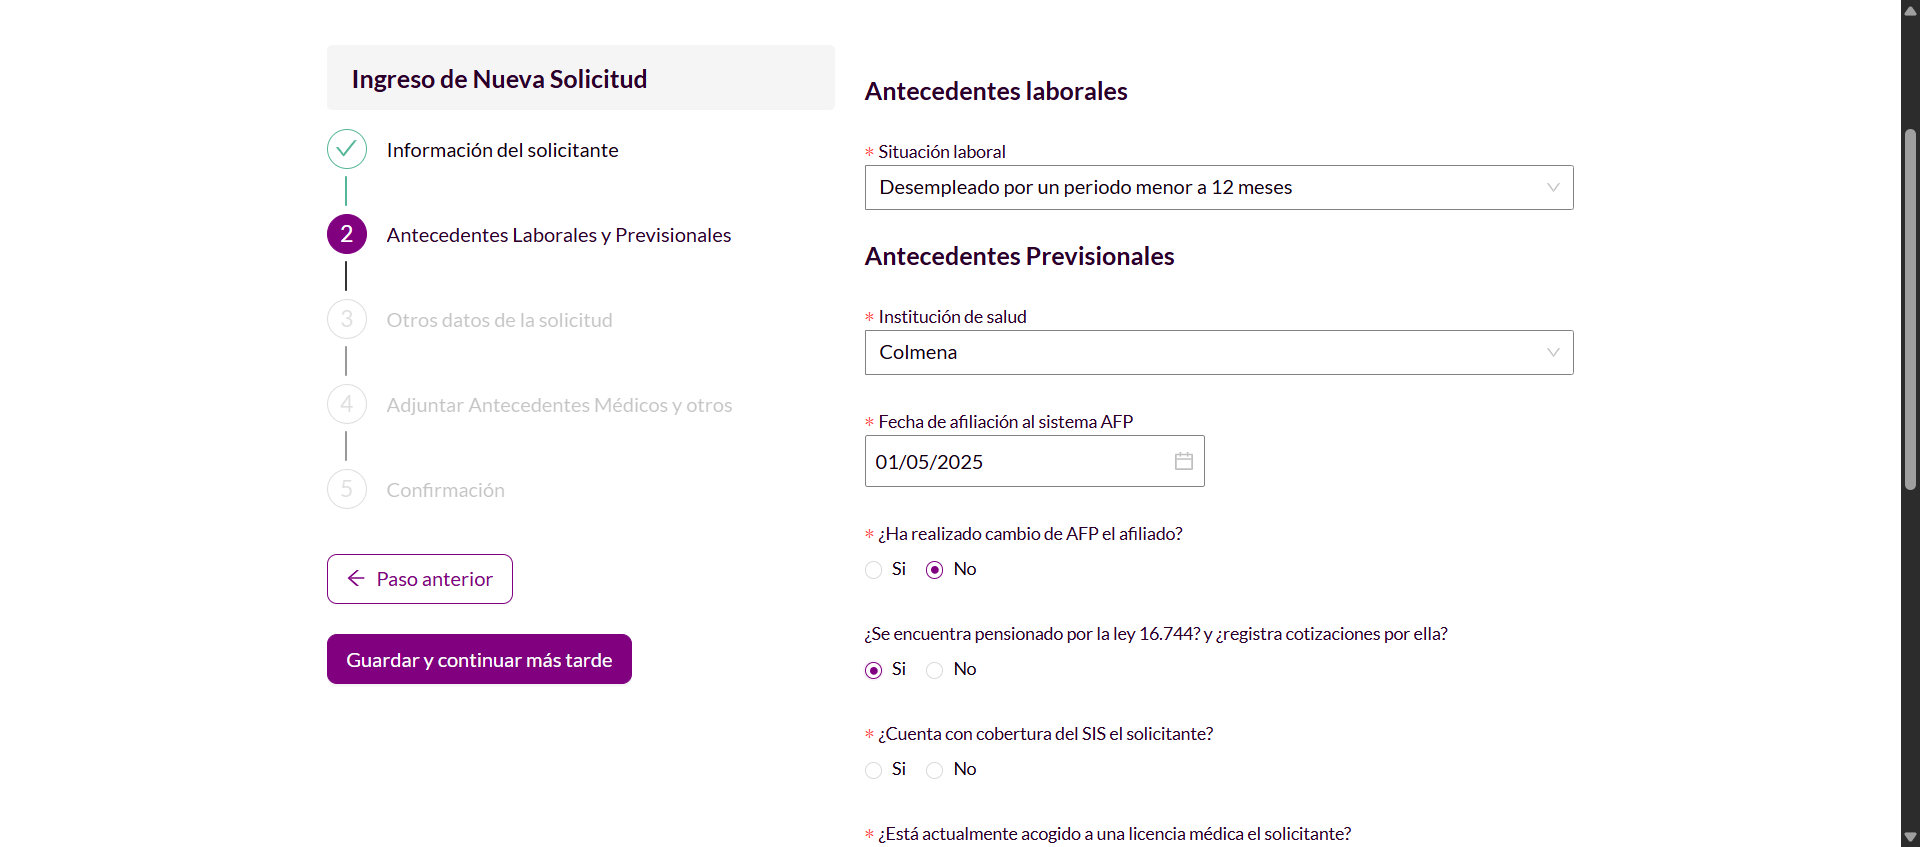 Ingreso de Nueva Solicitud
Información del solicitante
2 Antecedentes Laborales y Previsionales
3 Otros datos de la solicitud
4 Adjuntar Antecedentes Médicos y otros
5 Confirmación
Paso anterior
Guardar y continuar más tarde
Antecedentes laborales
* Situación laboral
Desempleado por un periodo menor a 12 meses
Antecedentes Previsionales
* Institución de salud
Colmena
* Fecha de afiliación al sistema AFP
01/05/2025
* ¿Ha realizado cambio de AFP el afiliado?
Si No
¿Se encuentra pensionado por la ley 16.744? y ¿registra cotizaciones por ella?
Si No
* ¿Cuenta con cobertura del SIS el solicitante?
Si No
* ¿Está actualmente acogido a una licencia médica el solicitante?